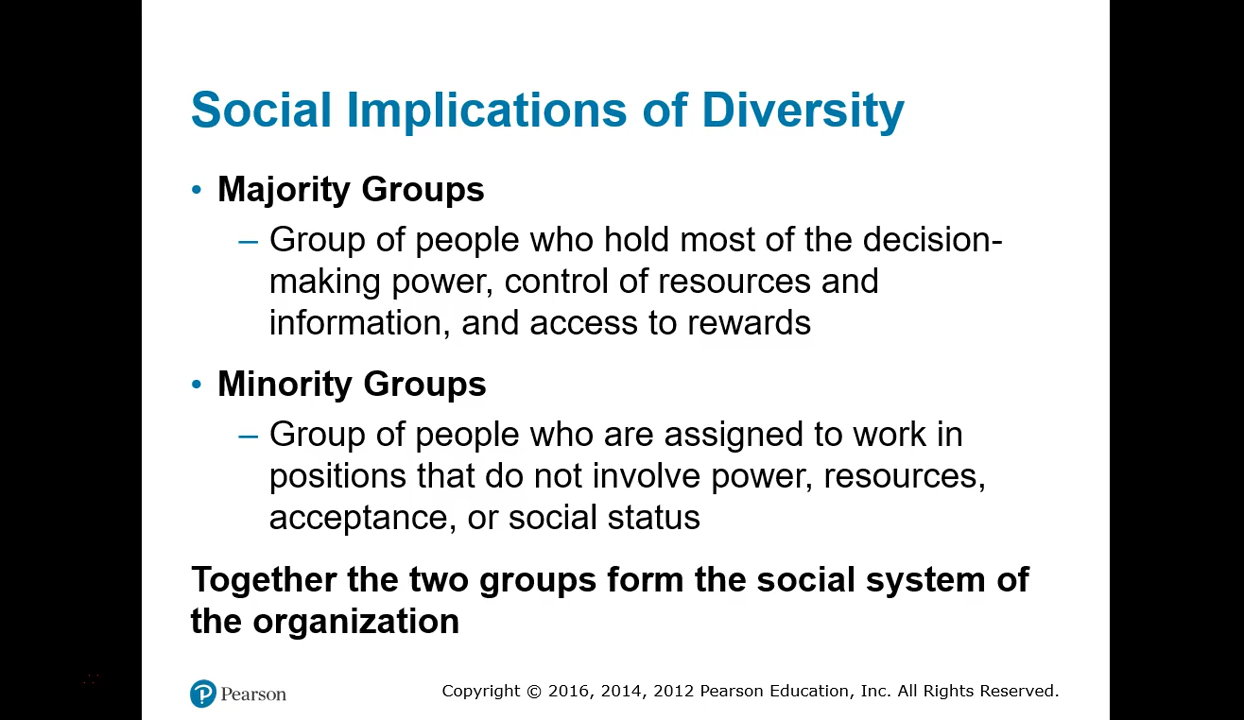 Social Implications of Diversity
• Majority Groups
– Group of people who hold most of the decision-
making power, control of resources and
information, and access to rewards
• Minority Groups
– Group of people who are assigned to work in
positions that do not involve power, resources,
acceptance, or social status
Together the two groups form the social system of
the organization
Pearson
Copyright © 2016, 2014, 2012 Pearson Education, Inc. All Rights Reserved.